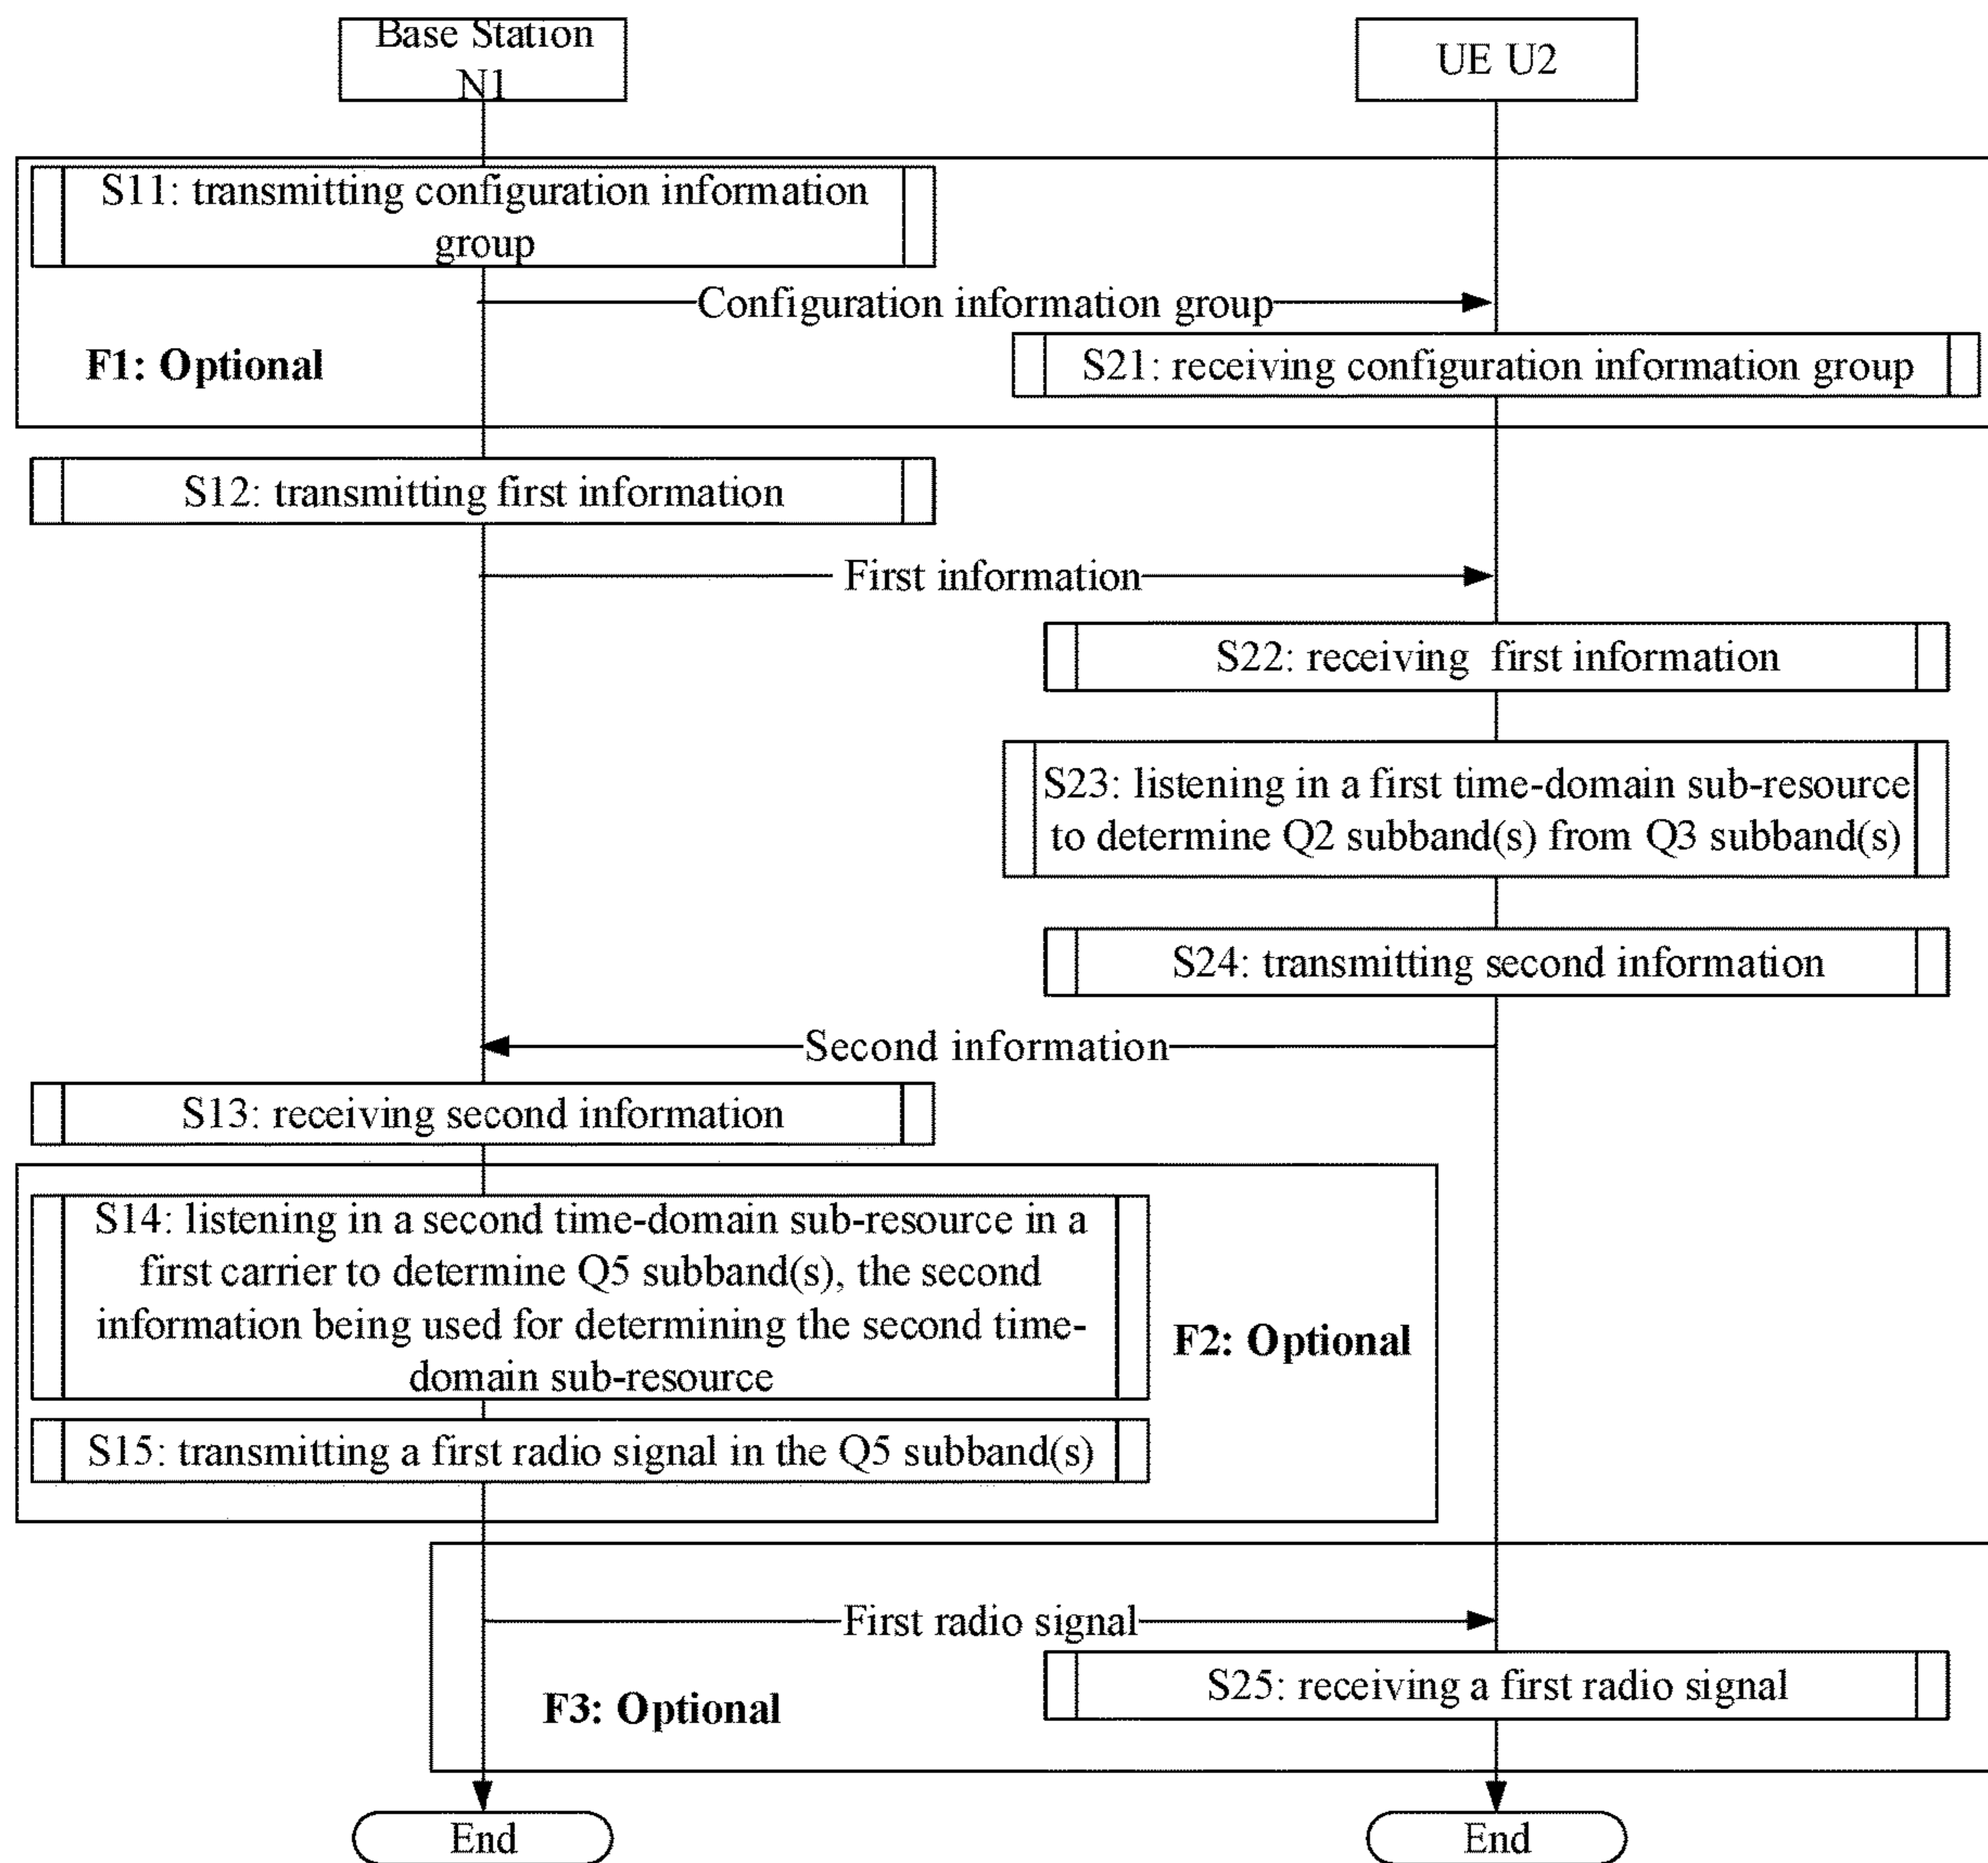 Base Station
N1
UE U2
S11: transmitting configuration information
group
Configuration information group
F1: Optional
S21: receiving configuration information group
S12: transmitting first information
First information
S22: receiving first information
S23: listening in a first time-domain sub-resource
to determine Q2 subband(s) from Q3 subband(s)
S24: transmitting second information
Second information
S13: receiving second information
S14: listening in a second time-domain sub-resource in a
first carrier to determine Q5 subband(s), the second
information being used for determining the second time-
domain sub-resource
F2: Optional
S15: transmitting a first radio signal in the Q5 subband(s)
First radio signal
S25: receiving a first radio signal
F3: Optional
End
End